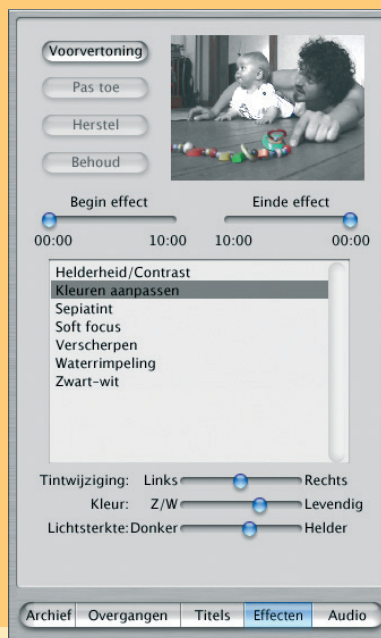 Voorvertoning
Pas toe
Herstel
Behoud
Begin effect Einde effect
00:00 10:00 10:00 00:00
Helderheid/Contrast
Kleuren aanpassen
Sepiatint
Soft focus
Verscherpen
Waterrimpeling
Zwart-wit
Tintwijziging: Links Rechts
Kleur: Z/W Levendig
Lichtsterkte: Donker Helder
Archief Overgangen Titels Effecten Audio